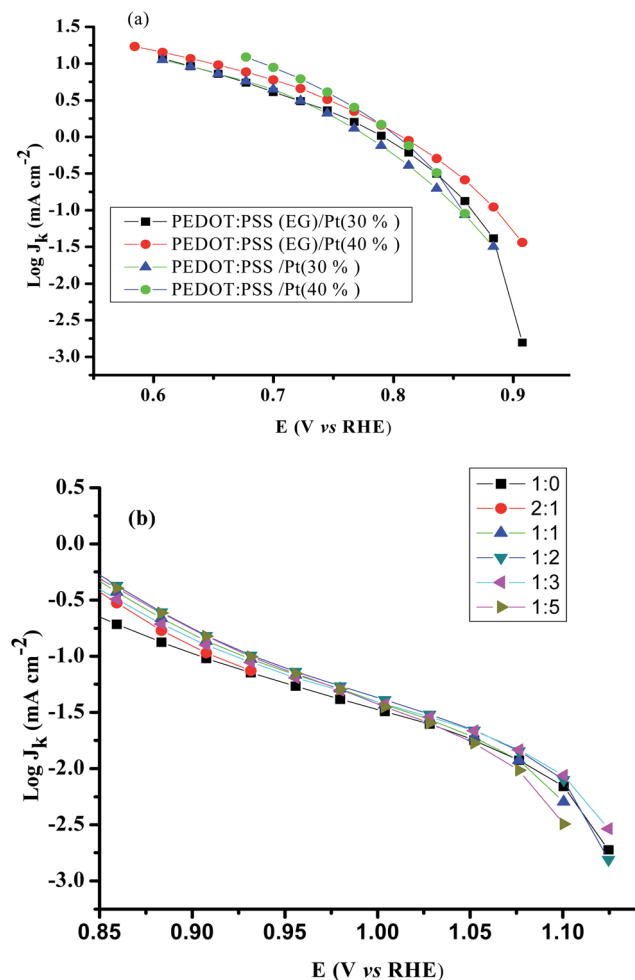 (a)
1.5
1.0
0.5
0.0
-0.5
-1.0
-1.5
-2.0
-2.5
-3.0
Log J_k (mA cm⁻²)
PEDOT:PSS (EG)/Pt(30 % )
PEDOT:PSS (EG)/Pt(40 % )
PEDOT:PSS /Pt(30 % )
PEDOT:PSS /Pt(40 % )
0.6 0.7 0.8 0.9
E (V vs RHE)
(b)
0.5
0.0
-0.5
-1.0
-1.5
-2.0
-2.5
-3.0
Log J_k (mA cm⁻²)
1:0
2:1
1:1
1:2
1:3
1:5
0.85 0.90 0.95 1.00 1.05 1.10
E (V vs RHE)